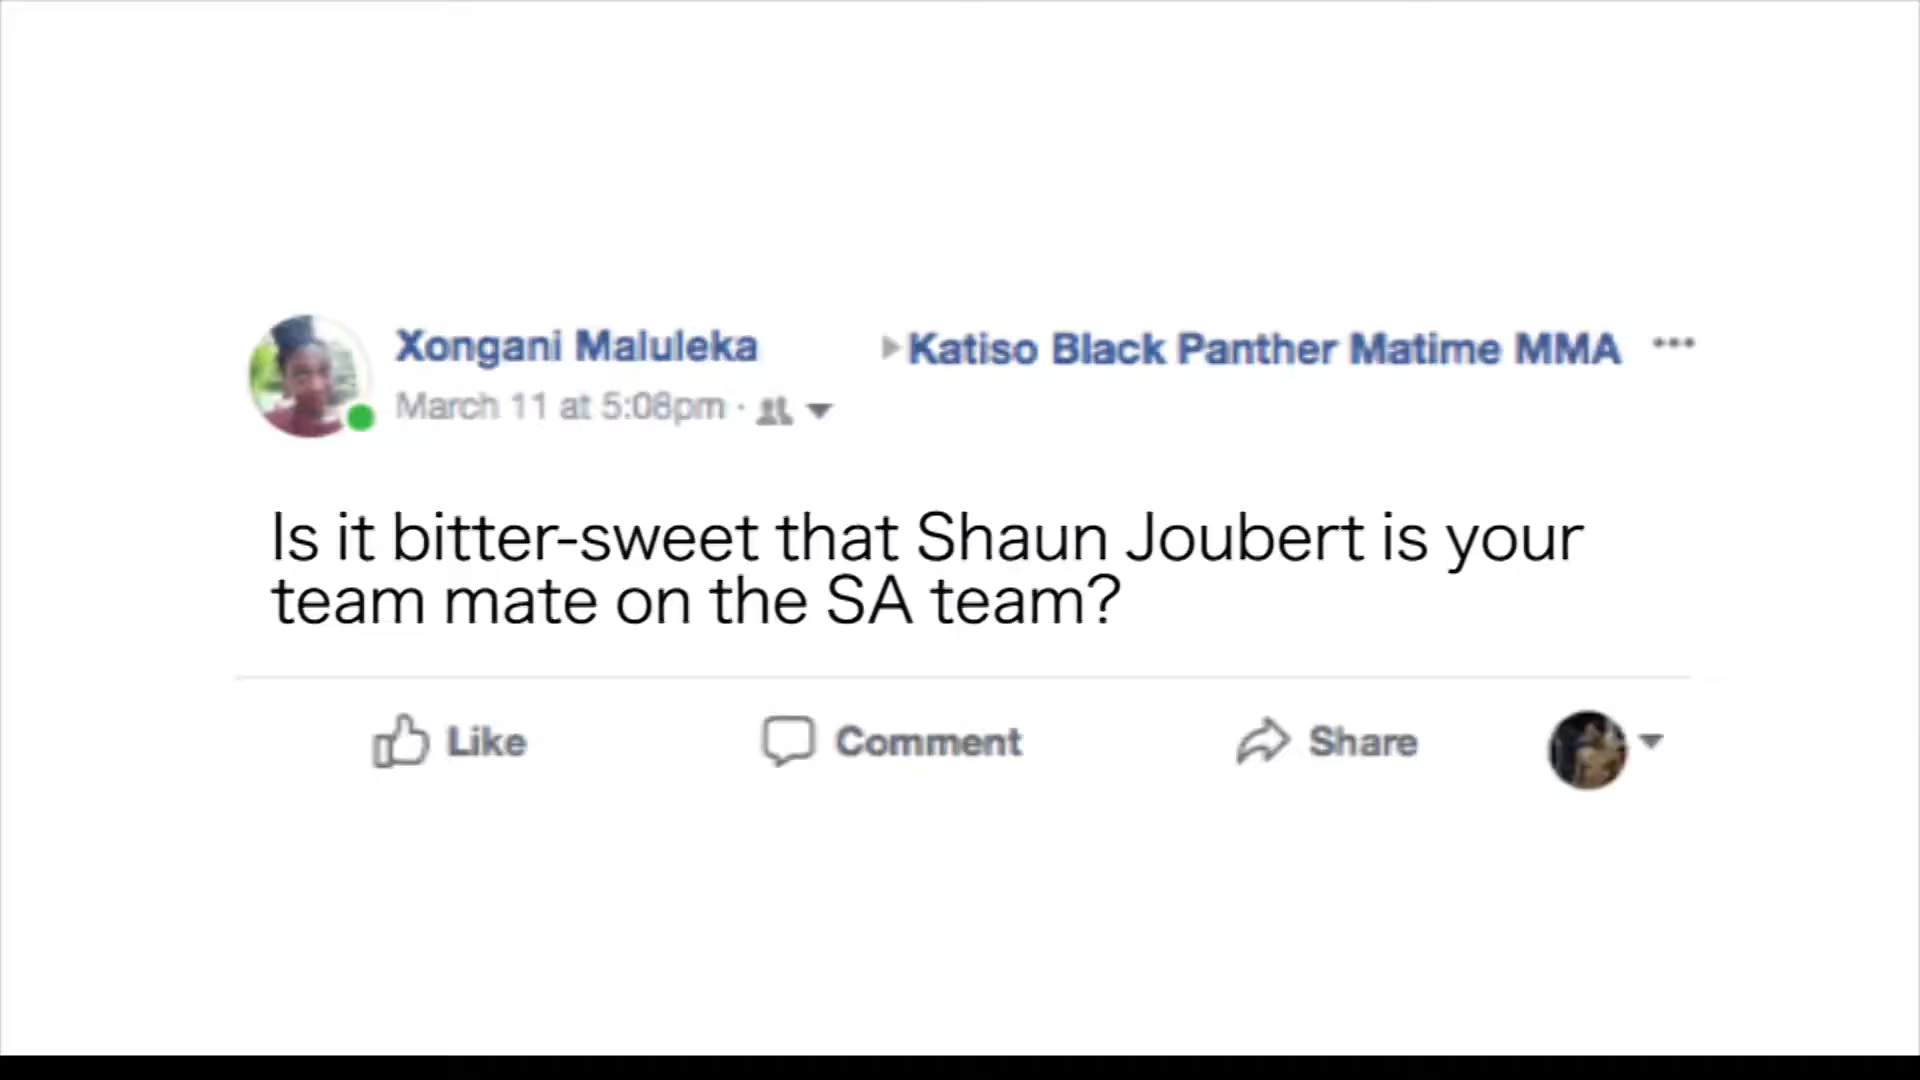 Xongani Maluleka Katiso Black Panther Matime MMA
March 11 at 5:08pm
Is it bitter-sweet that Shaun Joubert is your
team mate on the SA team?
Like Comment Share